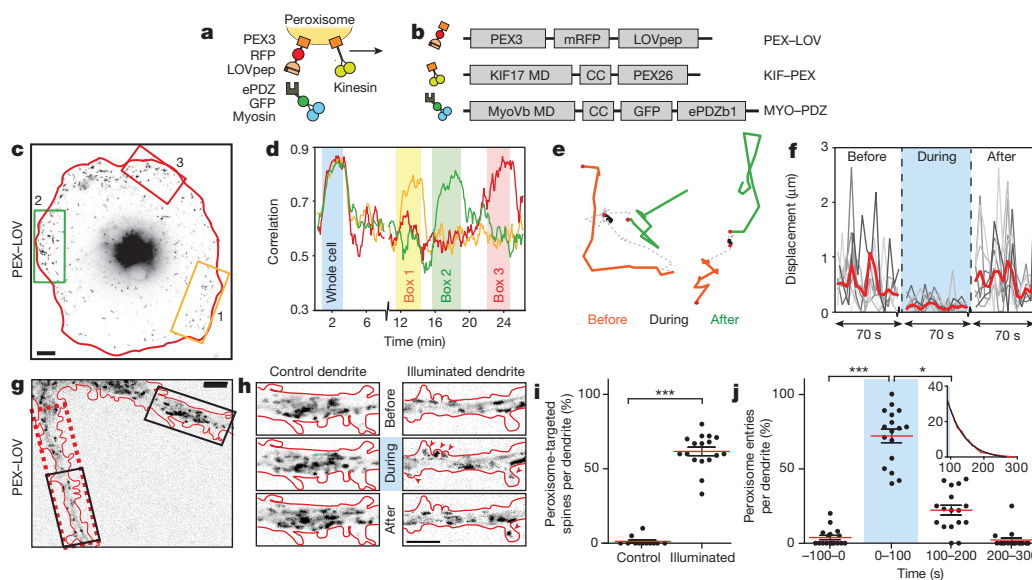 a
Peroxisome
PEX3
RFP
LOVpep
Kinesin
ePDZ
GFP
Myosin
b
PEX3 mRFP LOVpep PEX–LOV
KIF17 MD CC PEX26 KIF–PEX
MyoVb MD CC GFP ePDZb1 MYO–PDZ
c
PEX–LOV
3
2
1
d
Correlation
0.9
0.7
0.5
0.3
Whole cell
Box 1
Box 2
Box 3
2 6 12 16 20 24
Time (min)
e
Before During After
f
Displacement (μm)
3
2
1
0
Before During After
70 s 70 s 70 s
g
PEX–LOV
h
Control dendrite Illuminated dendrite
Before
During
After
i
Peroxisome-targeted
spines per dendrite (%)
100
50
0
***
Control Illuminated
j
Peroxisome entries
per dendrite (%)
100
50
0
*** *
100 200 300
–100–0 0–100 100–200 200–300
Time (s)